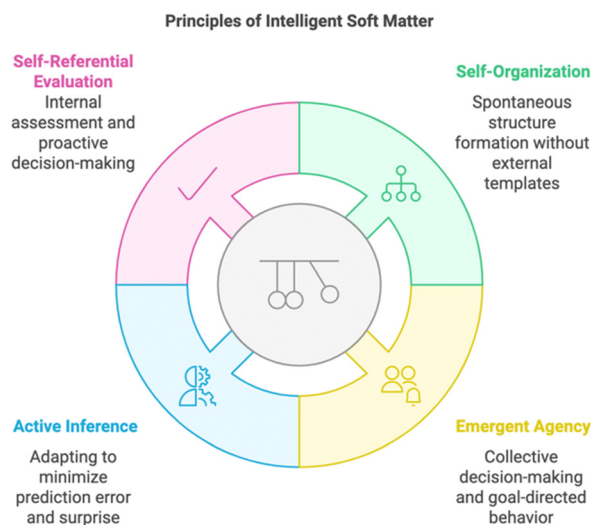 Principles of Intelligent Soft Matter
Self-Referential
Evaluation
Internal
assessment and
proactive
decision-making
Self-Organization
Spontaneous
structure
formation without
external
templates
Active Inference
Adapting to
minimize
prediction error
and surprise
Emergent Agency
Collective
decision-making
and goal-directed
behavior